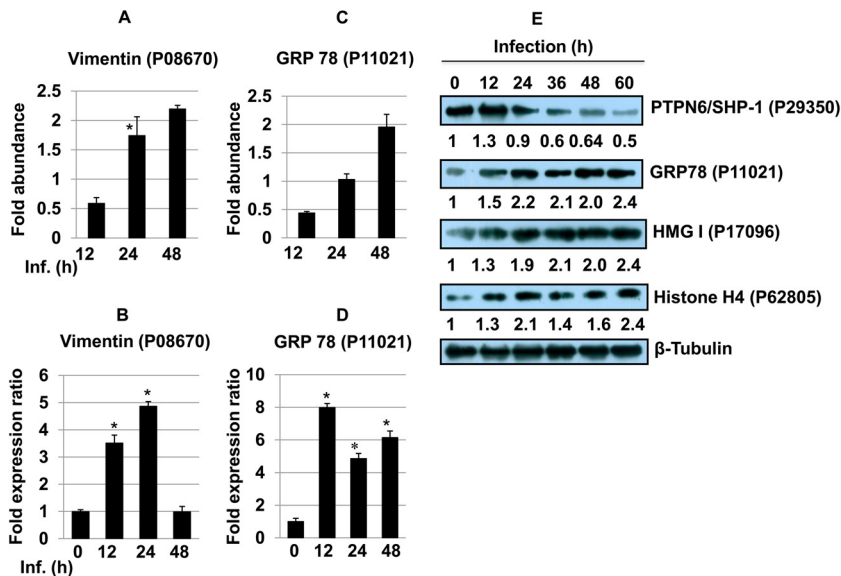 A
Vimentin (P08670)
Fold abundance
2.5
2
1.5
1
0.5
0
*
12 24 48
Inf. (h)
B
Vimentin (P08670)
Fold expression ratio
6
5
4
3
2
1
0
* *
0 12 24 48
Inf. (h)
C
GRP 78 (P11021)
Fold abundance
2.5
2
1.5
1
0.5
0
12 24 48
D
GRP 78 (P11021)
Fold expression ratio
10
8
6
4
2
0
* * *
0 12 24 48
E
Infection (h)
0 12 24 36 48 60
PTPN6/SHP-1 (P29350)
1 1.3 0.9 0.6 0.64 0.5
GRP78 (P11021)
1 1.5 2.2 2.1 2.0 2.4
HMG I (P17096)
1 1.3 1.9 2.1 2.0 2.4
Histone H4 (P62805)
1 1.3 2.1 1.4 1.6 2.4
β-Tubulin